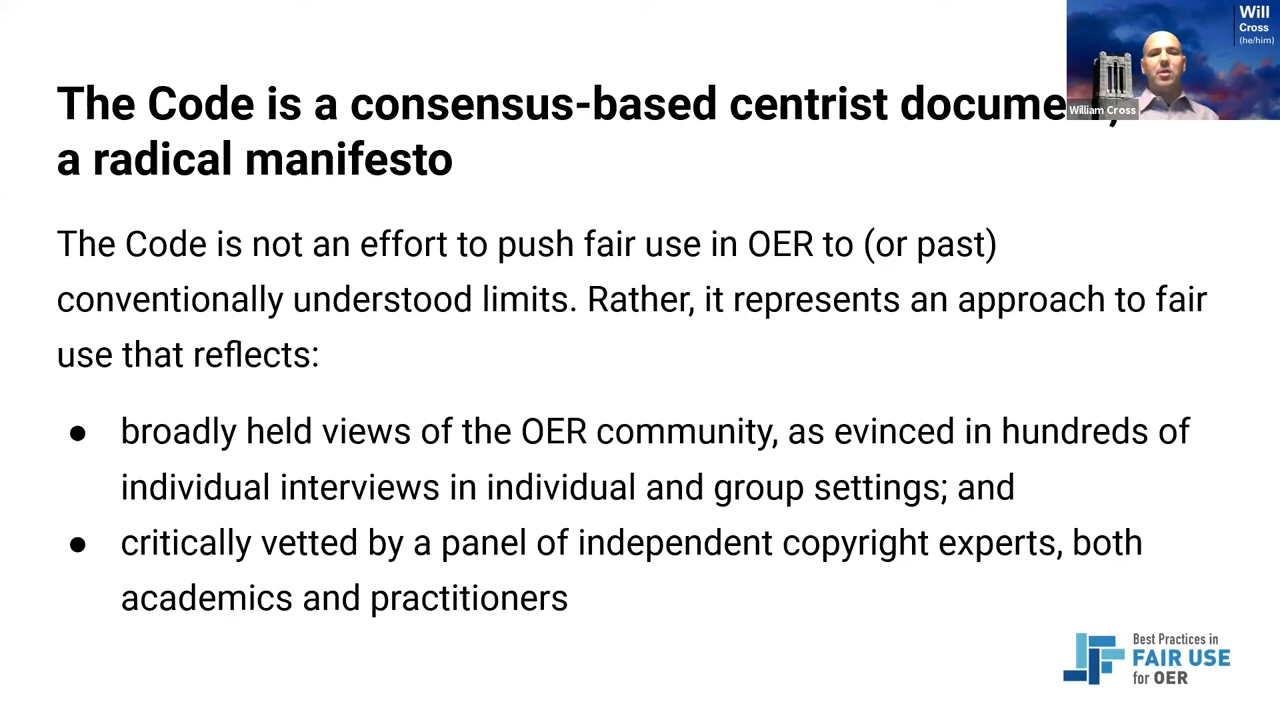 The Code is a consensus-based centrist docume
a radical manifesto
The Code is not an effort to push fair use in OER to (or past)
conventionally understood limits. Rather, it represents an approach to fair
use that reflects:
● broadly held views of the OER community, as evinced in hundreds of
individual interviews in individual and group settings; and
● critically vetted by a panel of independent copyright experts, both
academics and practitioners
Will
Cross
(he/him)
William Cross
Best Practices in
FAIR USE
for OER